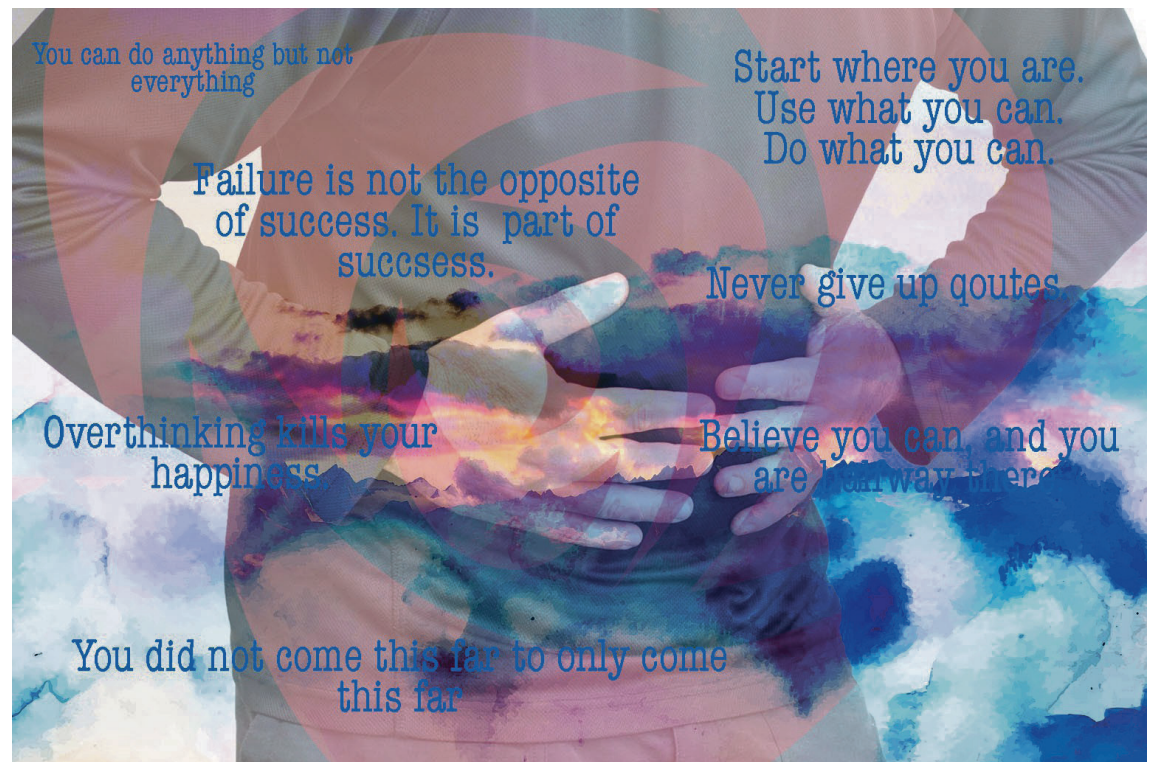 You can do anything but not
everything
Start where you are.
Use what you can.
Do what you can.
Failure is not the opposite
of success. It is part of
succsess.
Never give up qoutes.
Overthinking kills your
happiness.
Believe you can, and you
are halfway there
You did not come this far to only come
this far